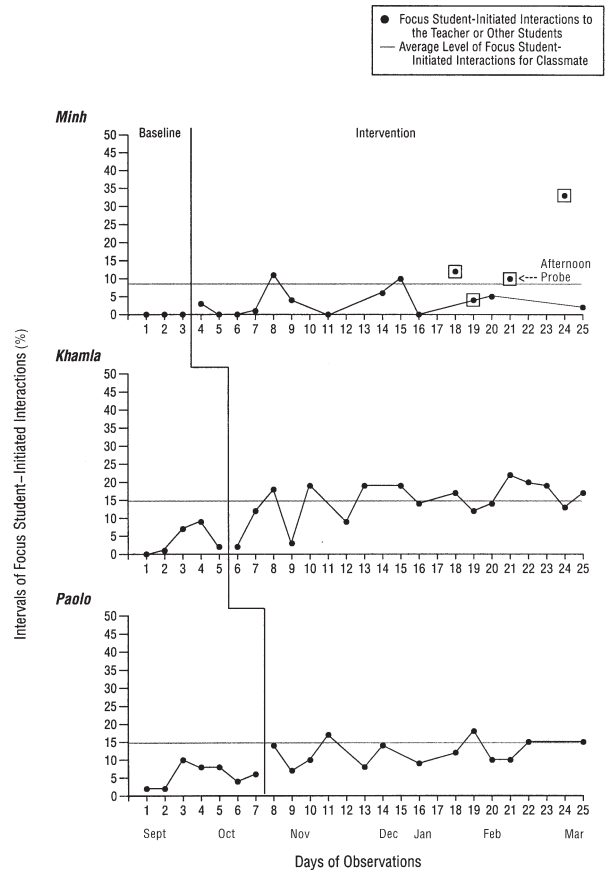 Focus Student-Initiated Interactions to
the Teacher or Other Students
Average Level of Focus Student-
Initiated Interactions for Classmate
Minh
Baseline
Intervention
50
45
40
35
30
25
20
15
10
5
0
Afternoon
<--- Probe
1 2 3 4 5 6 7 8 9 10 11 12 13 14 15 16 17 18 19 20 21 22 23 24 25
Khamla
50
45
40
35
30
25
20
15
10
5
0
1 2 3 4 5 6 7 8 9 10 11 12 13 14 15 16 17 18 19 20 21 22 23 24 25
Paolo
50
45
40
35
30
25
20
15
10
5
0
1 2 3 4 5 6 7 8 9 10 11 12 13 14 15 16 17 18 19 20 21 22 23 24 25
Sept Oct Nov Dec Jan Feb Mar
Days of Observations
Intervals of Focus Student–Initiated Interactions (%)